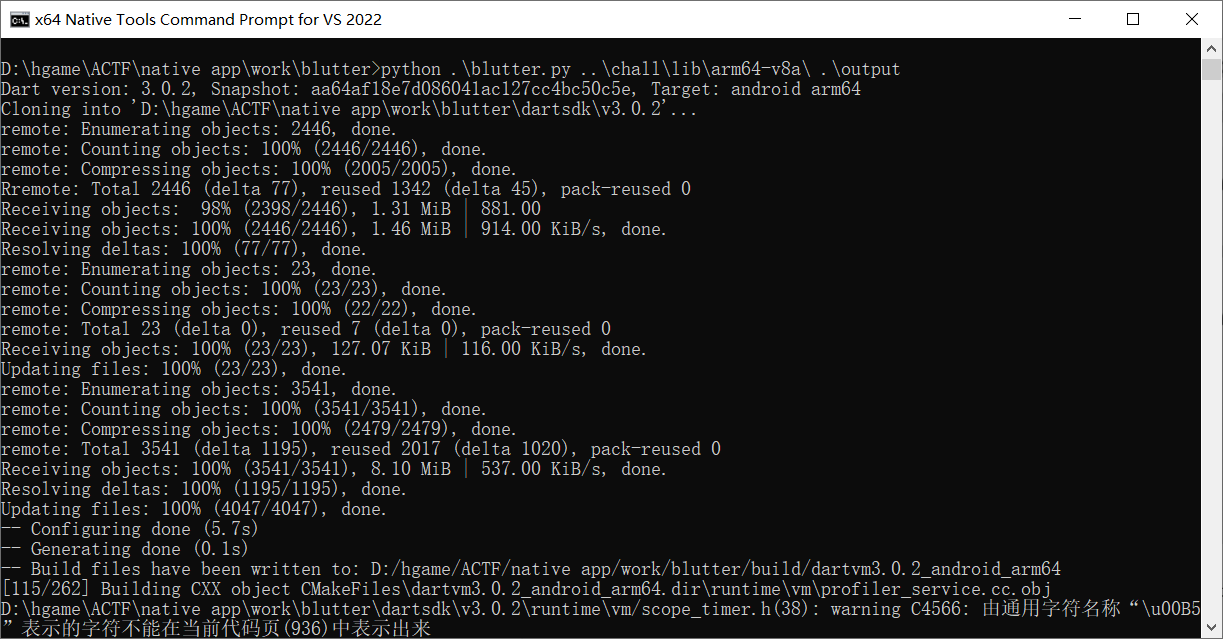 x64 Native Tools Command Prompt for VS 2022
D:\hgame\ACTF\native app\work\blutter>python .\blutter.py ..\chall\lib\arm64-v8a\ .\output
Dart version: 3.0.2, Snapshot: aa64af18e7d086041ac127cc4bc50c5e, Target: android arm64
Cloning into 'D:\hgame\ACTF\native app\work\blutter\dartsdk\v3.0.2'...
remote: Enumerating objects: 2446, done.
remote: Counting objects: 100% (2446/2446), done.
remote: Compressing objects: 100% (2005/2005), done.
Rremote: Total 2446 (delta 77), reused 1342 (delta 45), pack-reused 0
Receiving objects:  98% (2398/2446), 1.31 MiB | 881.00
Receiving objects: 100% (2446/2446), 1.46 MiB | 914.00 KiB/s, done.
Resolving deltas: 100% (77/77), done.
remote: Enumerating objects: 23, done.
remote: Counting objects: 100% (23/23), done.
remote: Compressing objects: 100% (22/22), done.
remote: Total 23 (delta 0), reused 7 (delta 0), pack-reused 0
Receiving objects: 100% (23/23), 127.07 KiB | 116.00 KiB/s, done.
Updating files: 100% (23/23), done.
remote: Enumerating objects: 3541, done.
remote: Counting objects: 100% (3541/3541), done.
remote: Compressing objects: 100% (2479/2479), done.
remote: Total 3541 (delta 1195), reused 2017 (delta 1020), pack-reused 0
Receiving objects: 100% (3541/3541), 8.10 MiB | 537.00 KiB/s, done.
Resolving deltas: 100% (1195/1195), done.
Updating files: 100% (4047/4047), done.
-- Configuring done (5.7s)
-- Generating done (0.1s)
-- Build files have been written to: D:/hgame/ACTF/native app/work/blutter/build/dartvm3.0.2_android_arm64
[115/262] Building CXX object CMakeFiles\dartvm3.0.2_android_arm64.dir\runtime\vm\profiler_service.cc.obj
D:\hgame\ACTF\native app\work\blutter\dartsdk\v3.0.2\runtime\vm/scope_timer.h(38): warning C4566: 由通用字符名称“\u00B5
”表示的字符不能在当前代码页(936)中表示出来